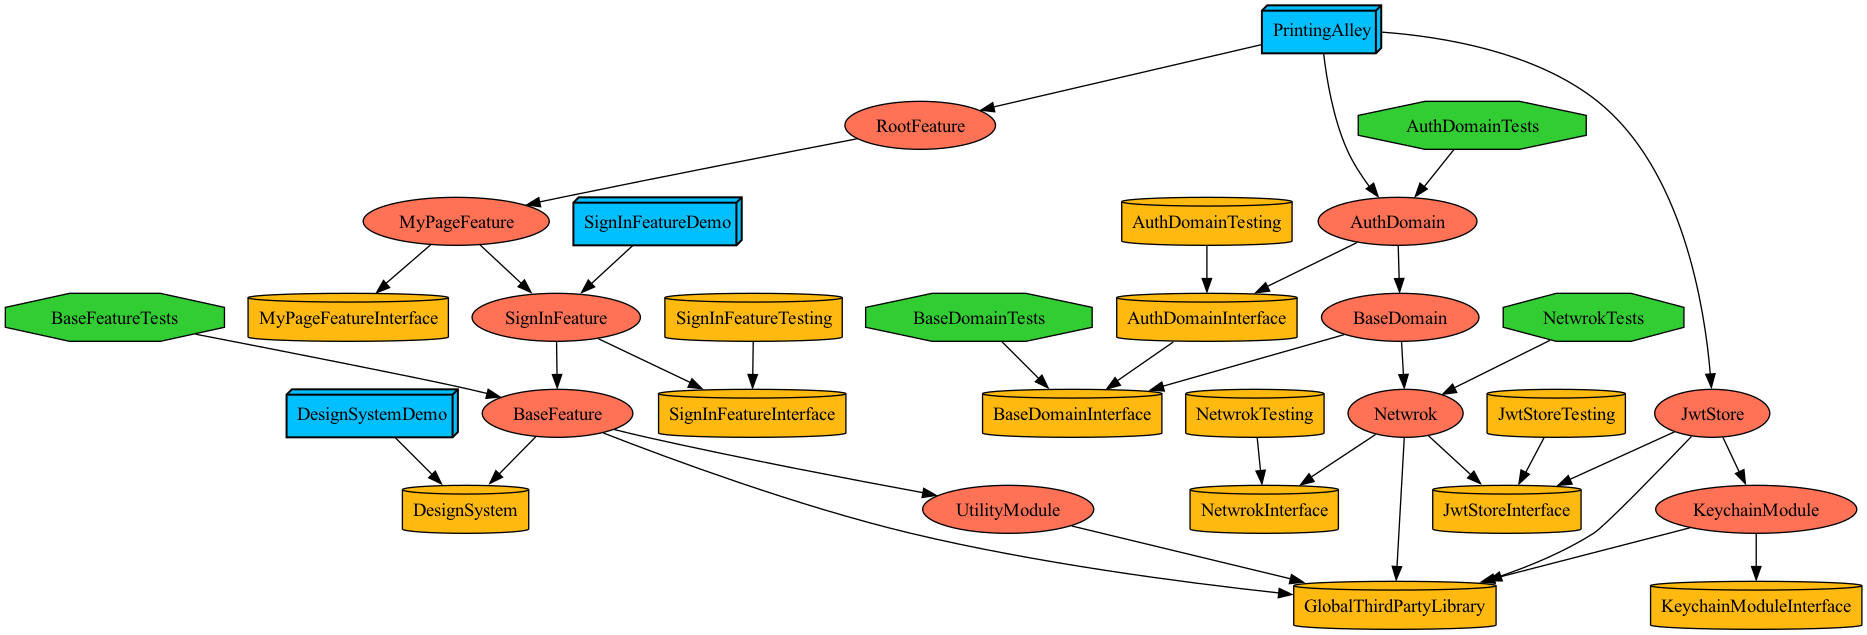 PrintingAlley
RootFeature
AuthDomainTests
MyPageFeature
SignInFeatureDemo
AuthDomainTesting
AuthDomain
BaseFeatureTests
MyPageFeatureInterface
SignInFeature
SignInFeatureTesting
BaseDomainTests
AuthDomainInterface
BaseDomain
NetwrokTests
DesignSystemDemo
BaseFeature
SignInFeatureInterface
BaseDomainInterface
NetwrokTesting
Netwrok
JwtStoreTesting
JwtStore
DesignSystem
UtilityModule
NetwrokInterface
JwtStoreInterface
KeychainModule
GlobalThirdPartyLibrary
KeychainModuleInterface